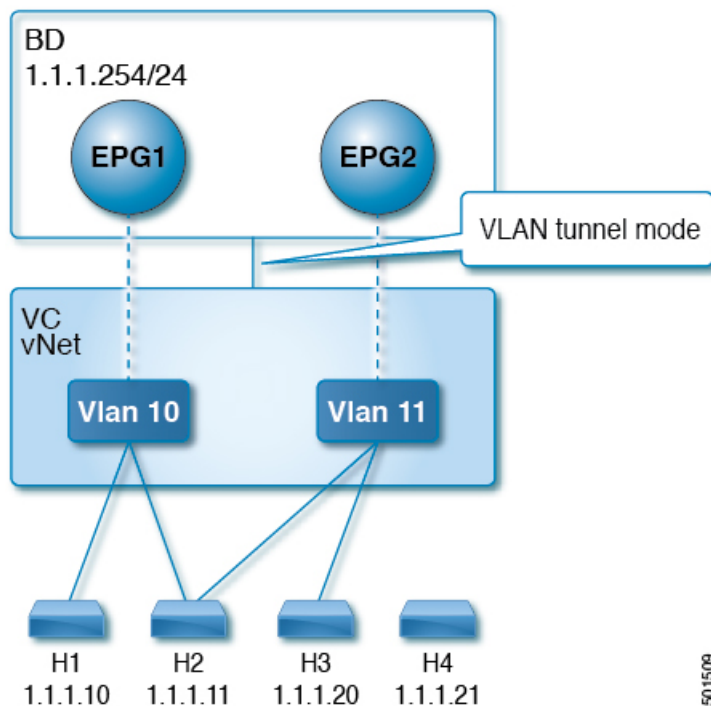 BD
1.1.1.254/24
EPG1
EPG2
VLAN tunnel mode
VC
vNet
Vlan 10
Vlan 11
H1
1.1.1.10
H2
1.1.1.11
H3
1.1.1.20
H4
1.1.1.21
501509